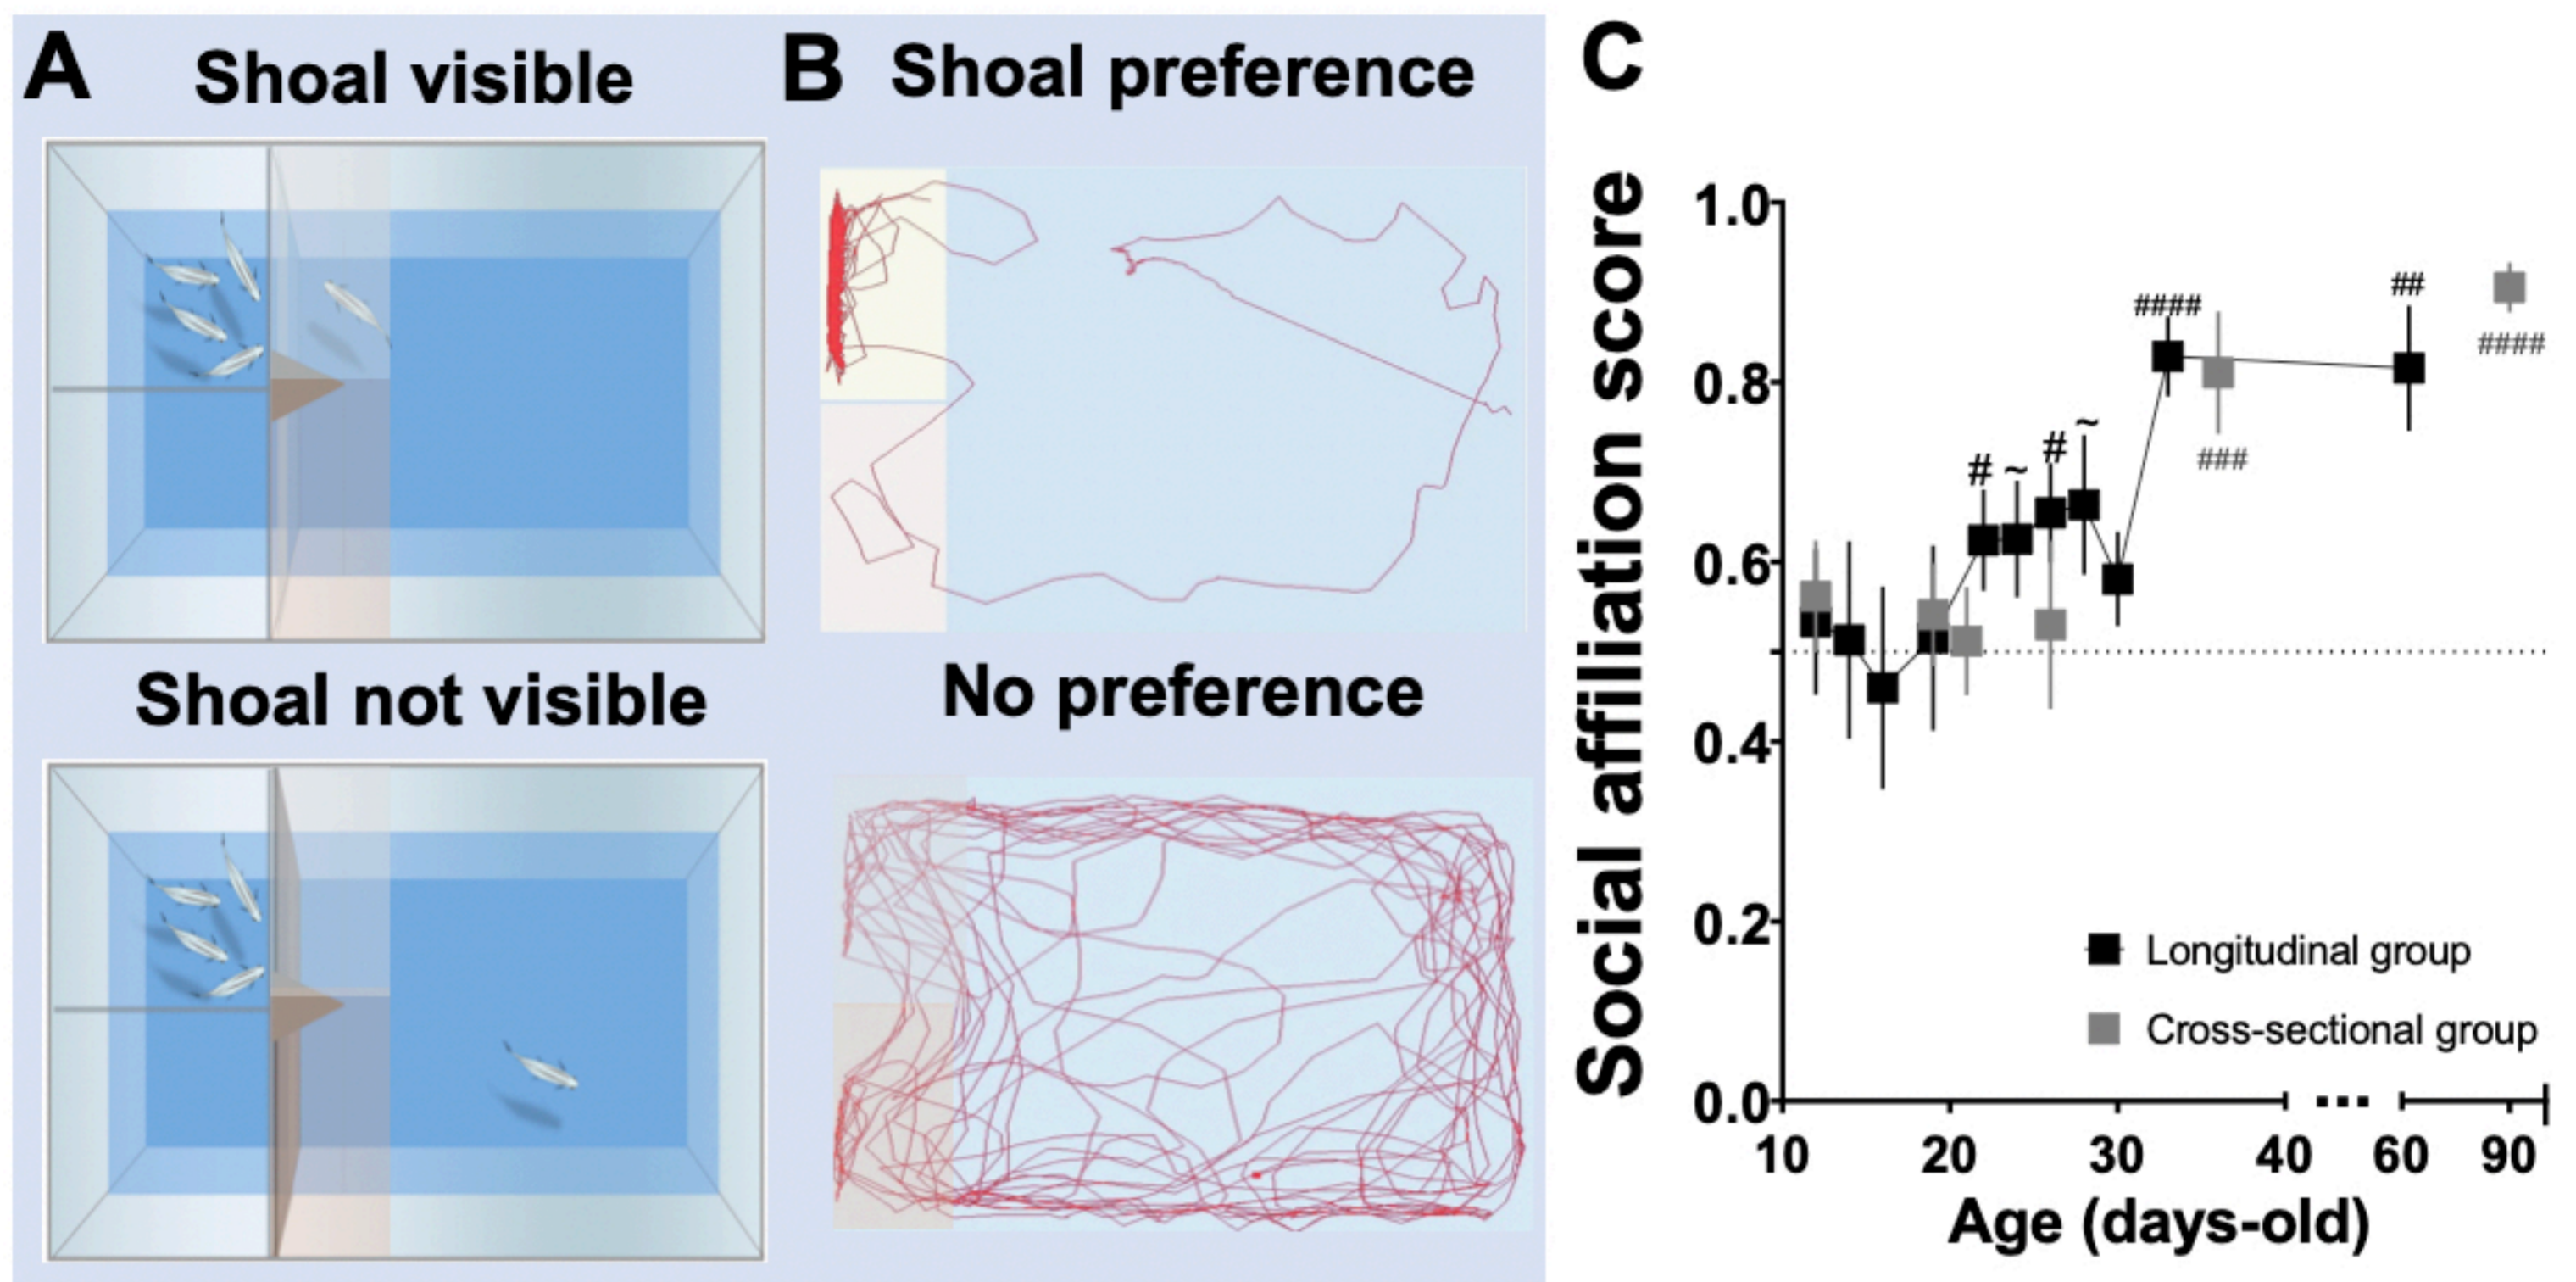 A
Shoal visible
Shoal not visible
B
Shoal preference
No preference
C
Social affiliation score
1.0
0.8
0.6
0.4
0.2
0.0
#
~
#
~
####
###
##
####
Longitudinal group
Cross-sectional group
10 20 30 40 ... 60 90
Age (days-old)